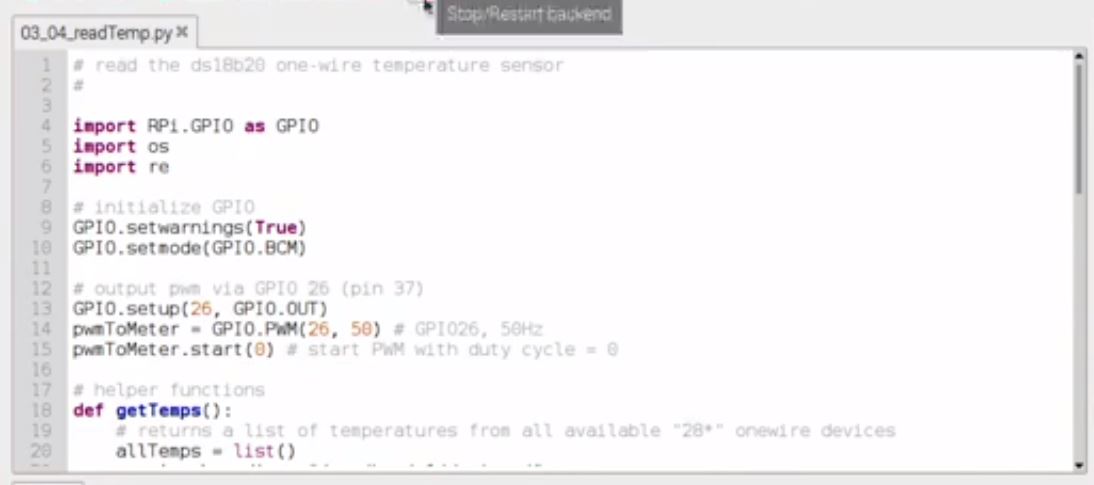 Stop/Restart backend
03_04_readTemp.py ✖
1 # read the ds18b20 one-wire temperature sensor
2 #
3
4 import RPi.GPIO as GPIO
5 import os
6 import re
7
8 # initialize GPIO
9 GPIO.setwarnings(True)
10 GPIO.setmode(GPIO.BCM)
11
12 # output pwm via GPIO 26 (pin 37)
13 GPIO.setup(26, GPIO.OUT)
14 pwmToMeter = GPIO.PWM(26, 50) # GPIO26, 50Hz
15 pwmToMeter.start(0) # start PWM with duty cycle = 0
16
17 # helper functions
18 def getTemps():
19 # returns a list of temperatures from all available "28*" onewire devices
20 allTemps = list()